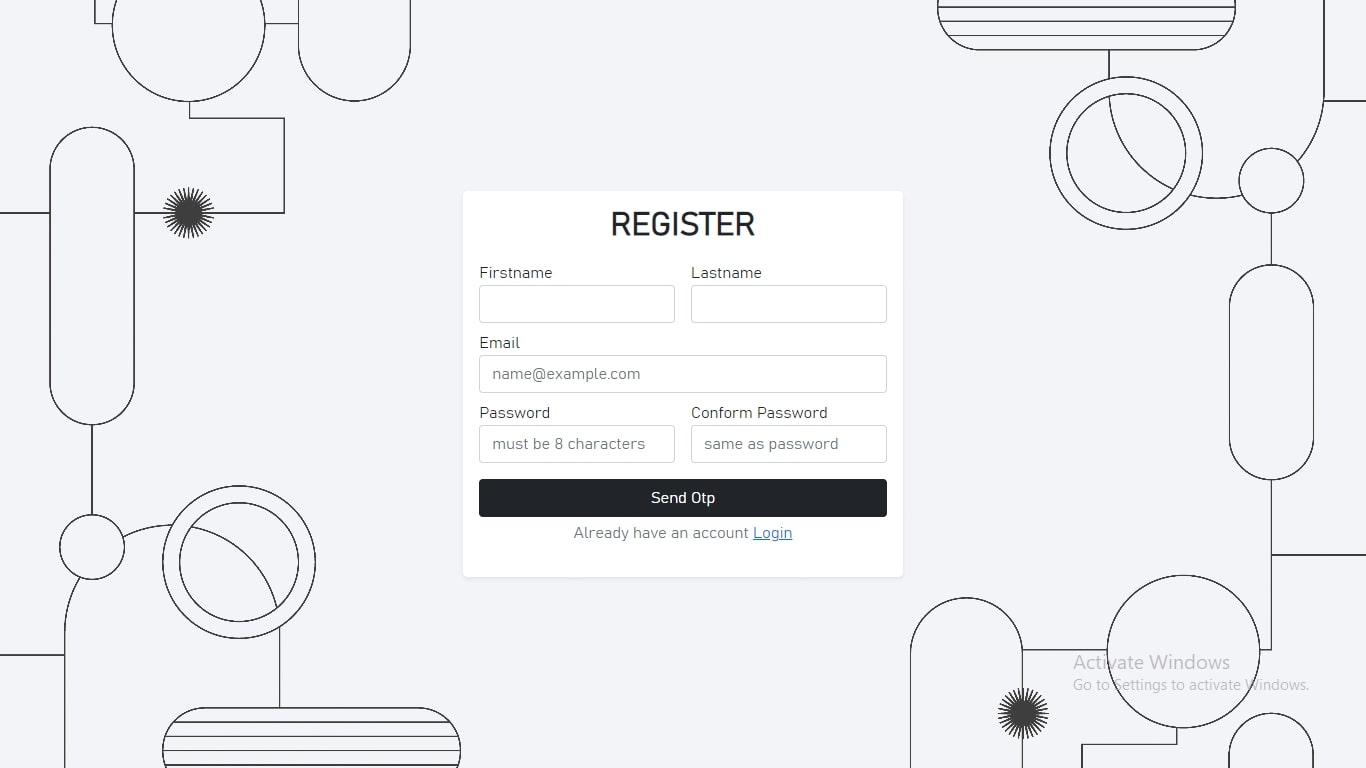 REGISTER
Firstname Lastname
Email
name@example.com
Password Conform Password
must be 8 characters same as password
Send Otp
Already have an account Login
Activate Windows
Go to Settings to activate Windows.